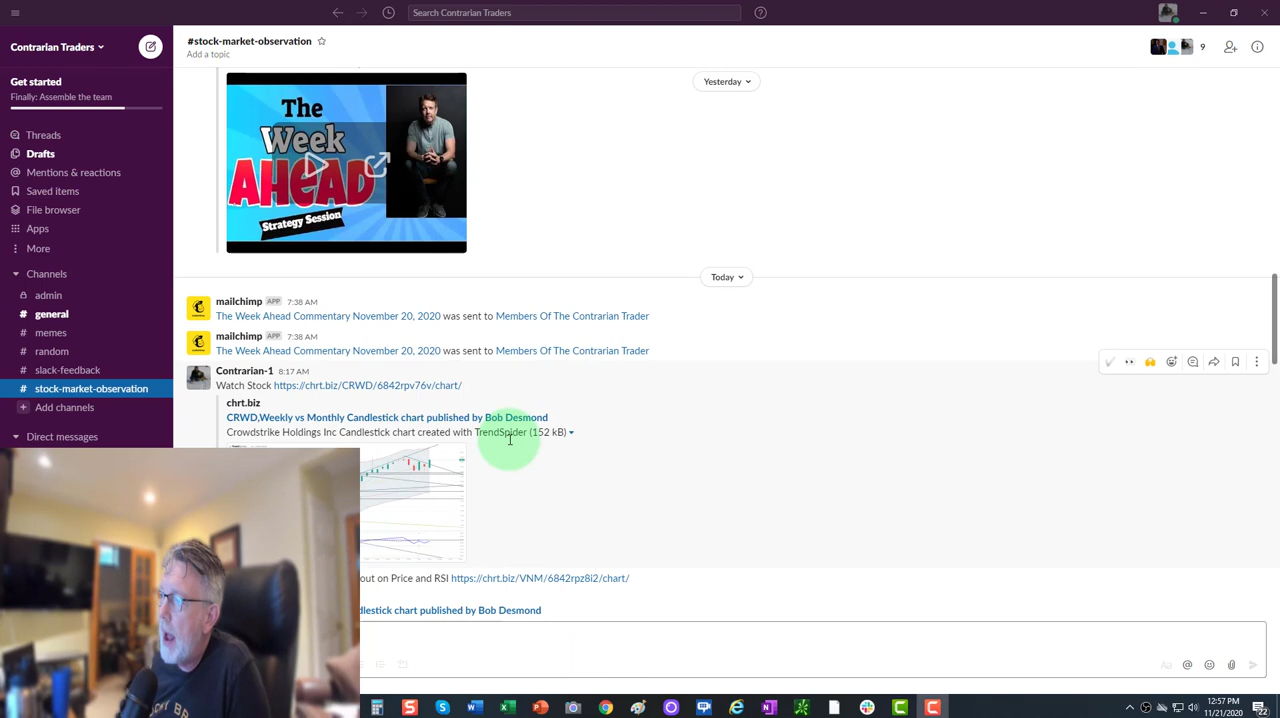 Search Contrarian Traders
Contrarian Traders
#stock-market-observation
Add a topic
9
Get started
Finally: Assemble the team
Threads
Drafts
Mentions & reactions
Saved items
File browser
Apps
More
Channels
admin
# general
# memes
# random
# slack-feedback
# stock-market-observation
Add channels
Direct messages
Yesterday
The
Week
AHEAD
Strategy Session
Today
mailchimp APP 7:38 AM
The Week Ahead Commentary November 20, 2020 was sent to Members Of The Contrarian Trader
mailchimp APP 7:38 AM
The Week Ahead Commentary November 20, 2020 was sent to Members Of The Contrarian Trader
Contrarian-1 8:17 AM
Watch Stock https://chrt.biz/CRWD/6842rpv76v/chart/
chrt.biz
CRWD,Weekly vs Monthly Candlestick chart published by Bob Desmond
Crowdstrike Holdings Inc Candlestick chart created with TrendSpider (152 kB)
out on Price and RSI https://chrt.biz/VNM/6842rpz8i2/chart/
dlestick chart published by Bob Desmond
Aa
12:57 PM
11/21/2020
22